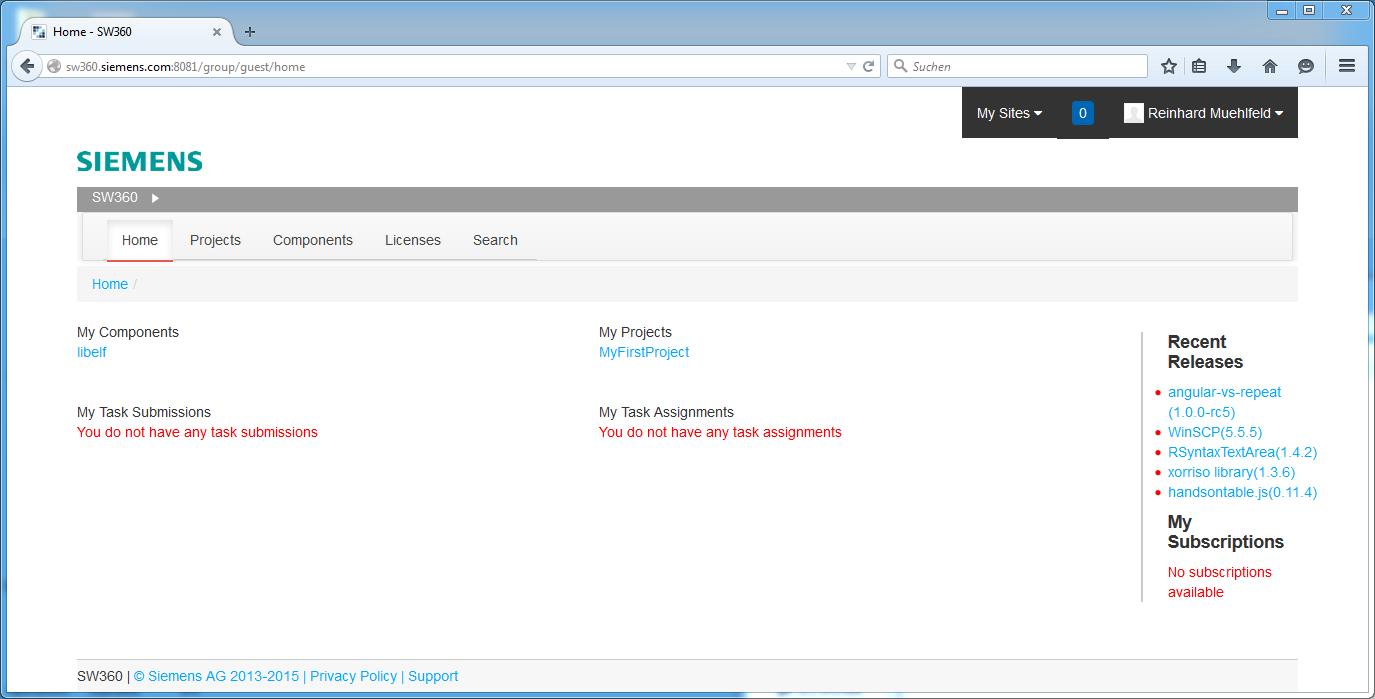 Home - SW360
sw360.siemens.com:8081/group/guest/home
Suchen
My Sites
0
Reinhard Muehlfeld
SIEMENS
SW360
Home
Projects
Components
Licenses
Search
Home /
My Components
libelf
My Projects
MyFirstProject
My Task Submissions
You do not have any task submissions
My Task Assignments
You do not have any task assignments
Recent
Releases
angular-vs-repeat
(1.0.0-rc5)
WinSCP(5.5.5)
RSyntaxTextArea(1.4.2)
xorriso library(1.3.6)
handsontable.js(0.11.4)
My
Subscriptions
No subscriptions
available
SW360 | © Siemens AG 2013-2015 | Privacy Policy | Support